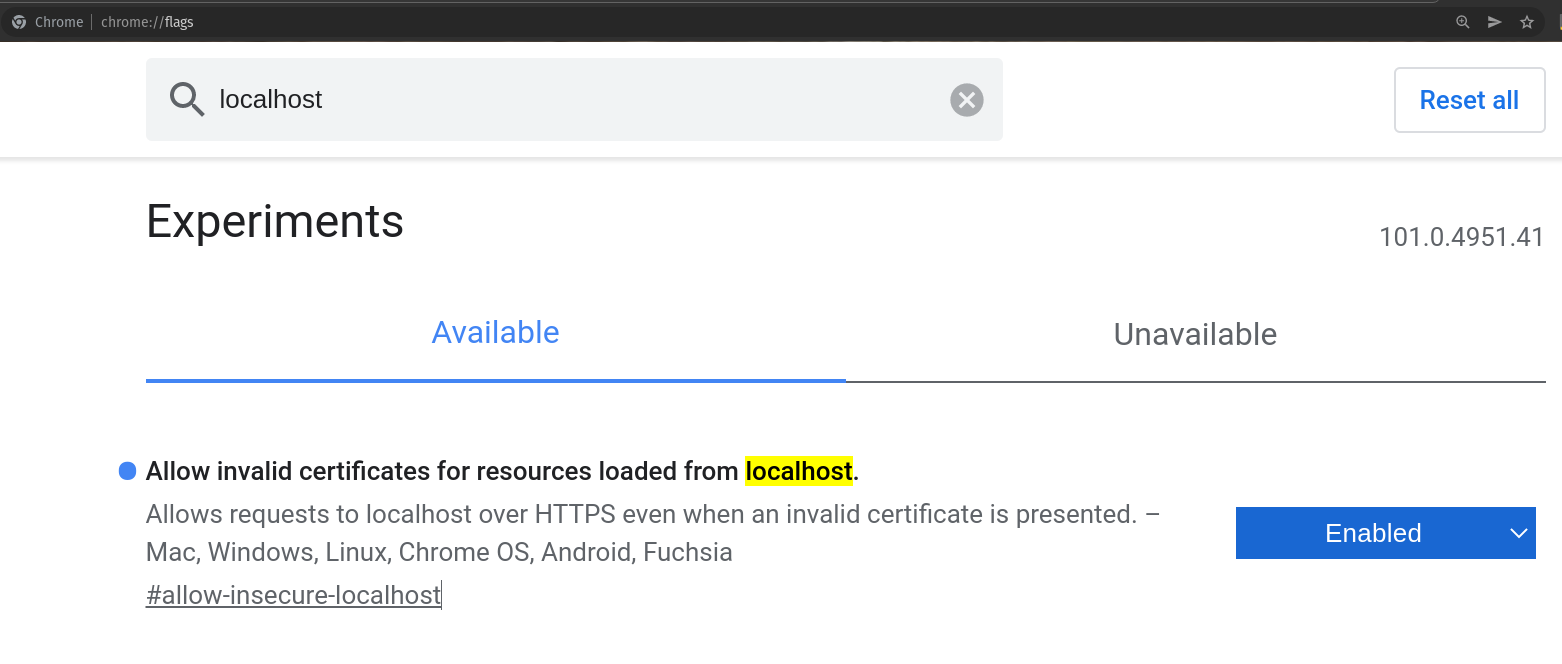 Chrome chrome://flags
localhost
Reset all
Experiments
101.0.4951.41
Available
Unavailable
Allow invalid certificates for resources loaded from localhost.
Allows requests to localhost over HTTPS even when an invalid certificate is presented. –
Mac, Windows, Linux, Chrome OS, Android, Fuchsia
Enabled
#allow-insecure-localhost